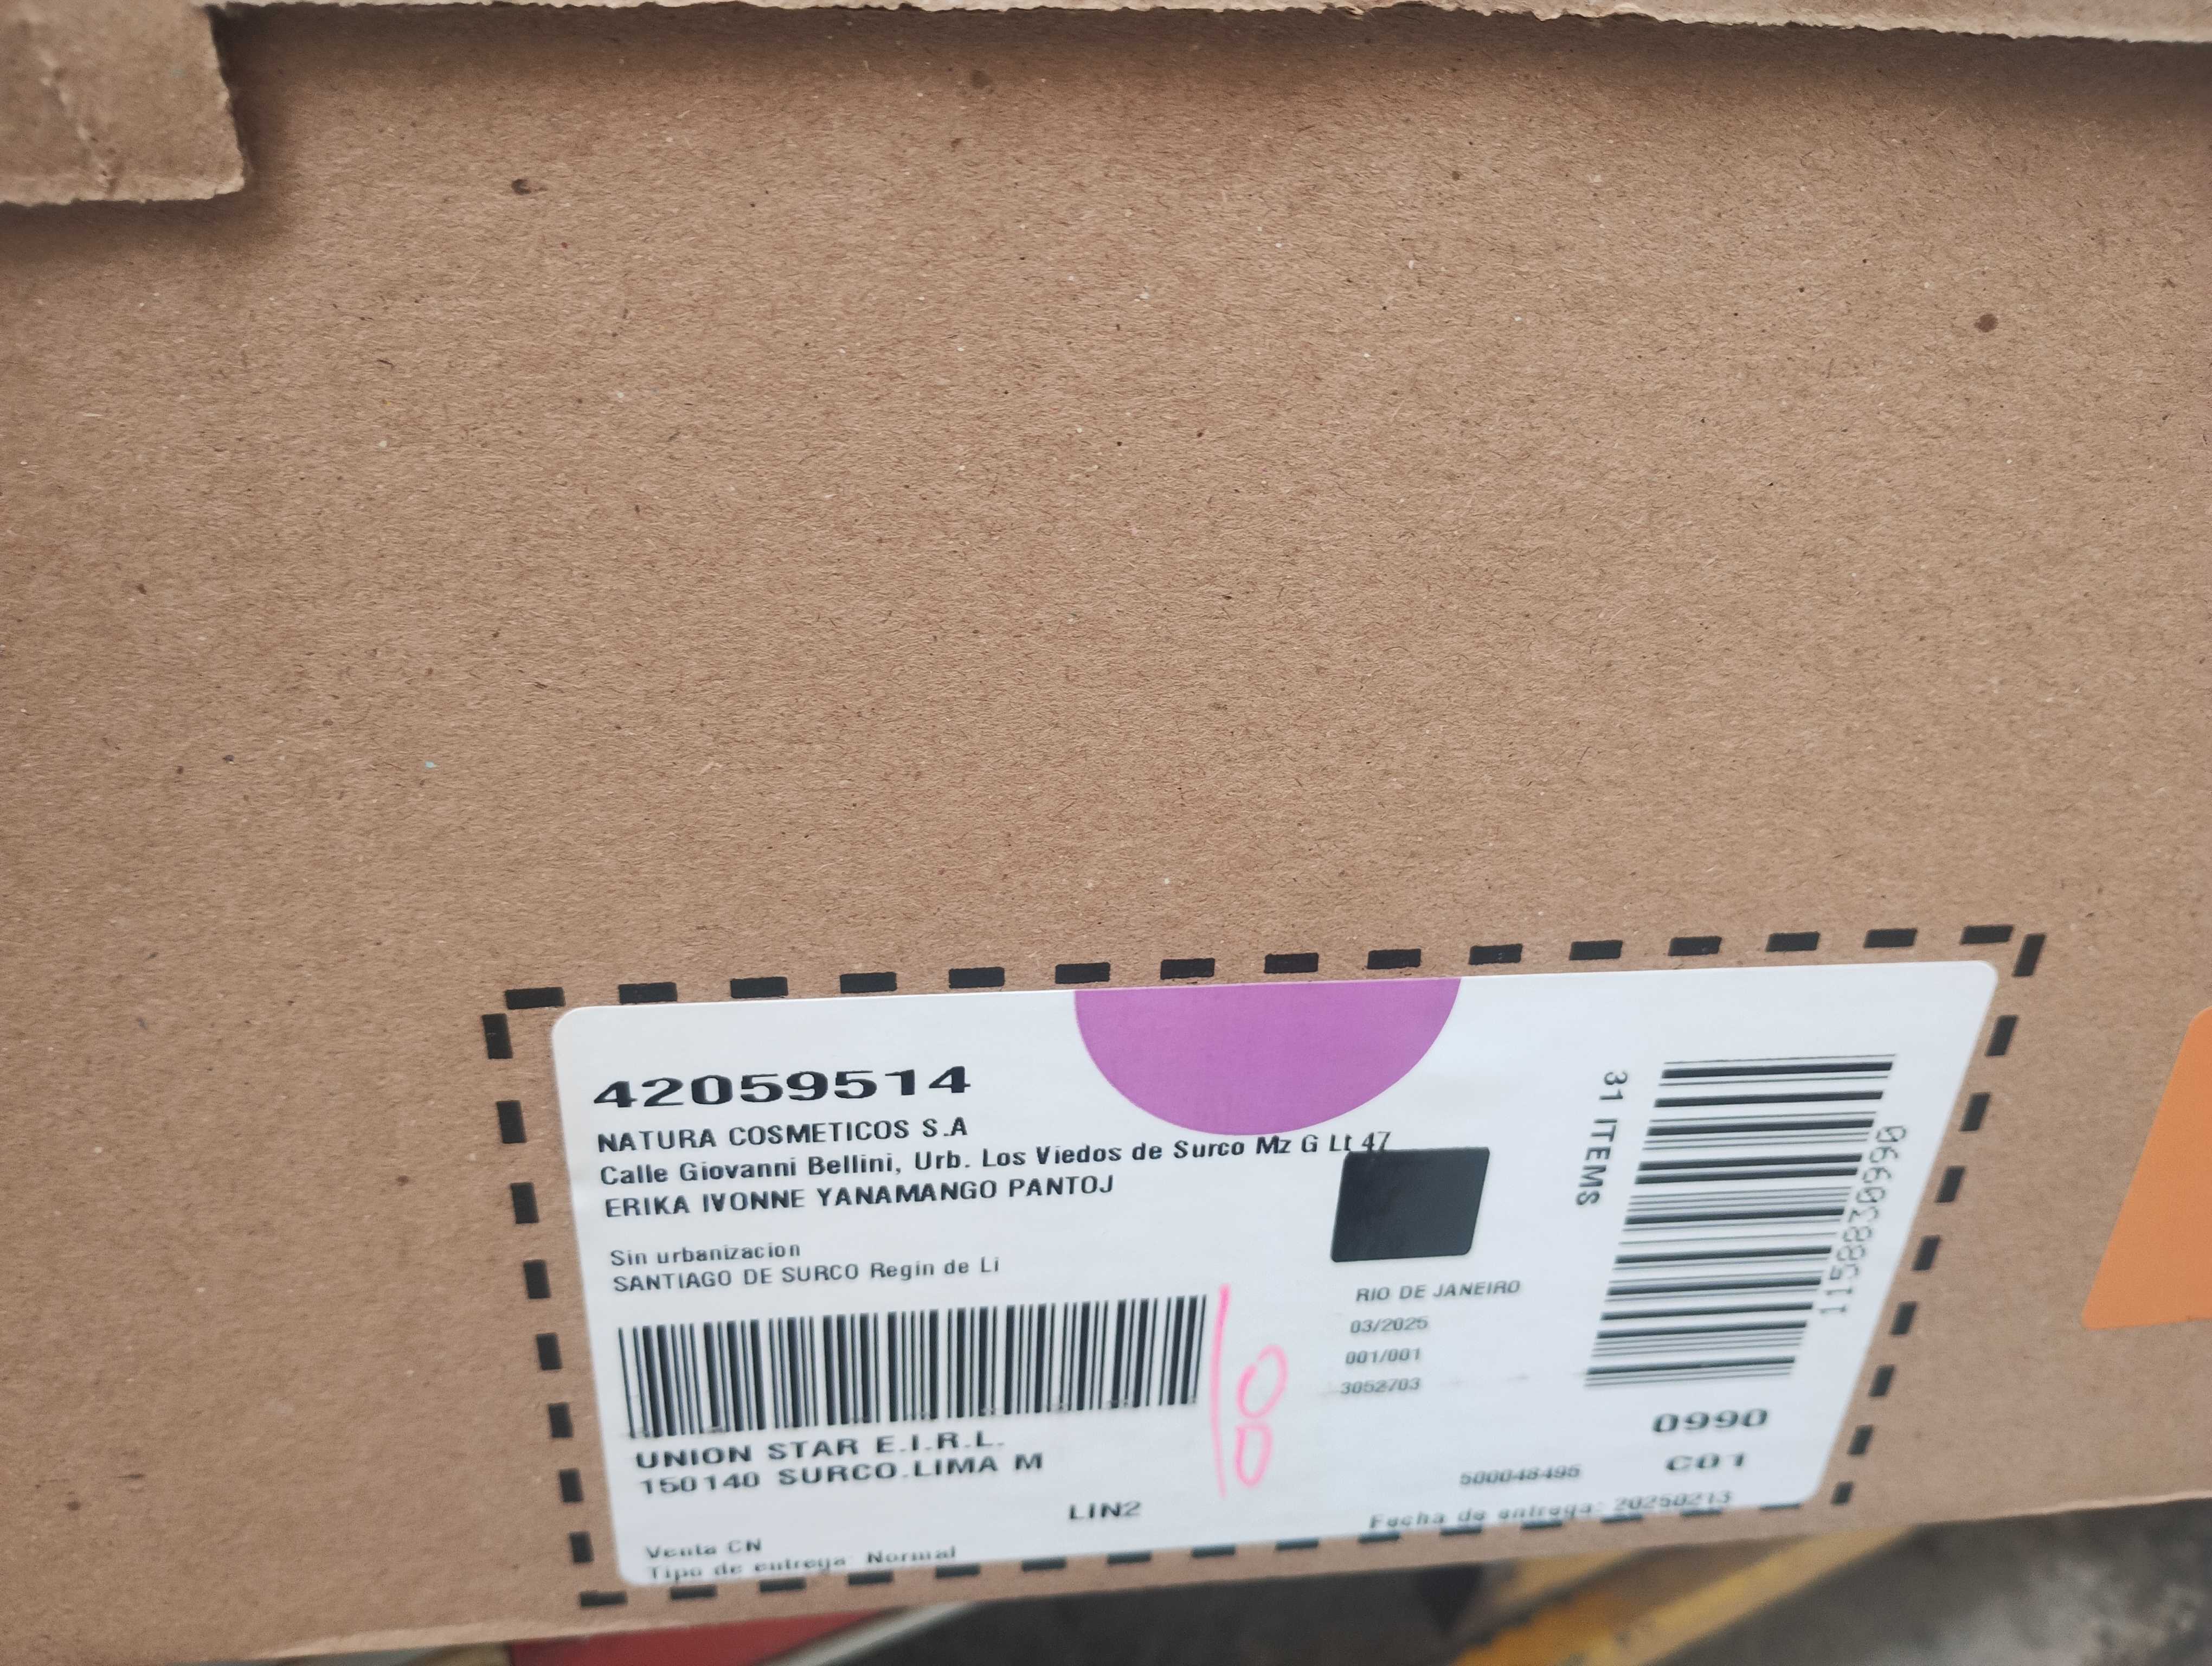 42059514
NATURA COSMETICOS S.A
Calle Giovanni Bellini, Urb. Los Viedos de Surco Mz G Lt 47
ERIKA IVONNE YANAMANGO PANTOJ
Sin urbanizacion
SANTIAGO DE SURCO Regin de Li
UNION STAR E.I.R.L.
150140 SURCO.LIMA M
LIN2
Venta CN
Tipo de entrega: Normal
RIO DE JANEIRO
03/2025
001/001
3052703
31 ITEMS
0990
C01
500048495
Fecha de entrega: 20250213